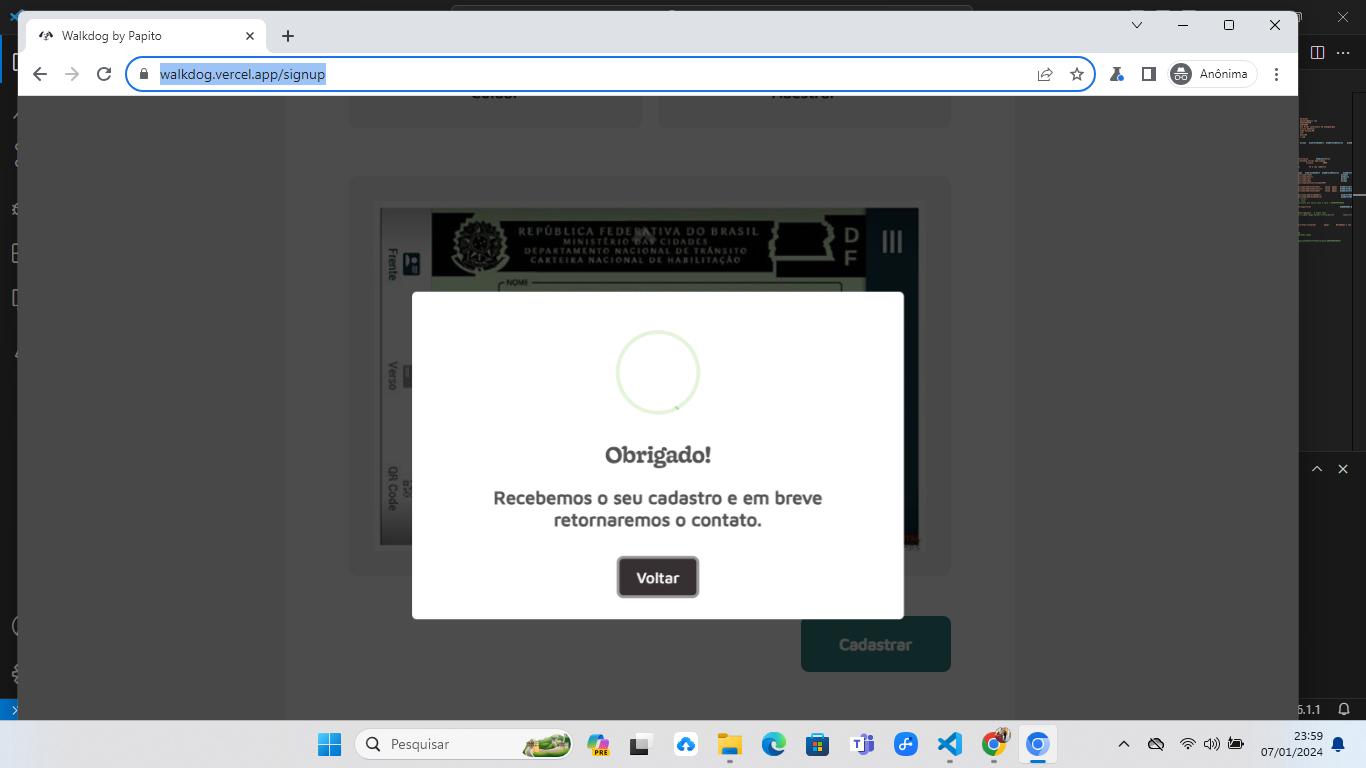 Walkdog by Papito
walkdog.vercel.app/signup
Anônima
REPÚBLICA FEDERATIVA DO BRASIL
MINISTÉRIO DAS CIDADES
DEPARTAMENTO NACIONAL DE TRÂNSITO
CARTEIRA NACIONAL DE HABILITAÇÃO
DF
Frente
NOME
Verso
QR Code
Obrigado!
Recebemos o seu cadastro e em breve
retornaremos o contato.
Voltar
Cadastrar
Pesquisar
PRE
23:59
07/01/2024